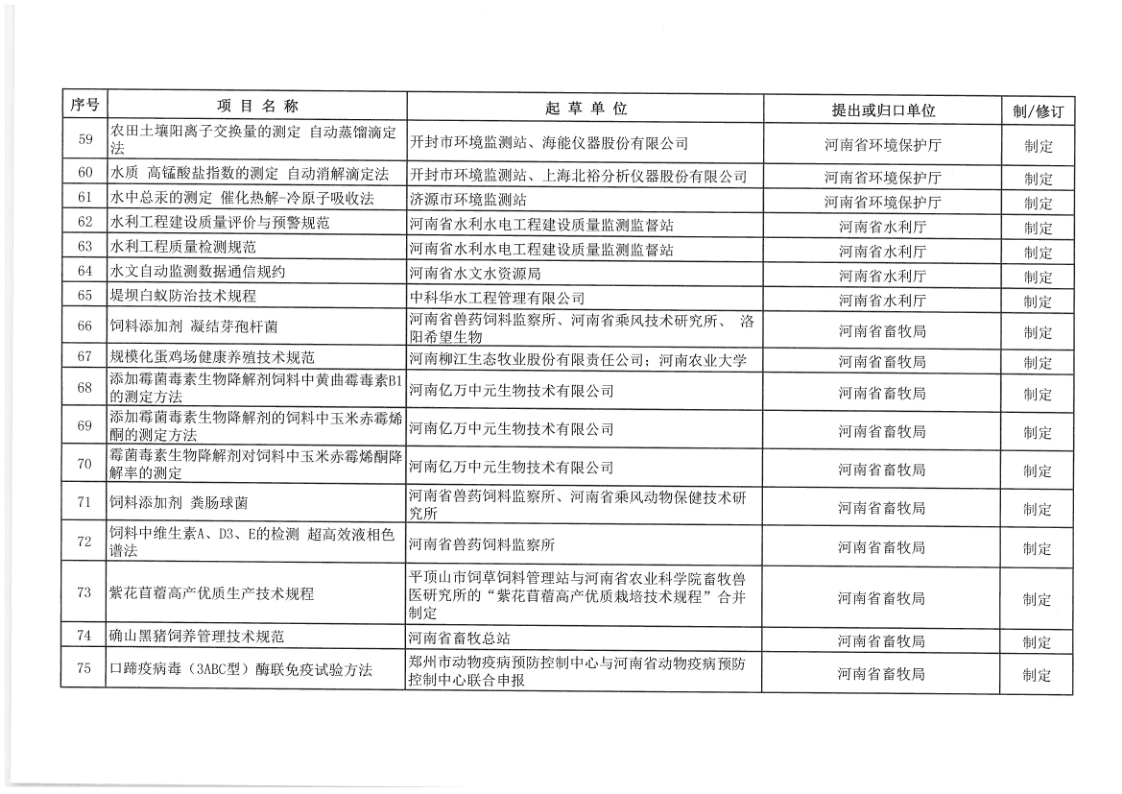 序号 项 目 名 称 起 草 单 位 提出或归口单位 制/修订
59 农田土壤阳离子交换量的测定 自动蒸馏滴定
法 开封市环境监测站、海能仪器股份有限公司 河南省环境保护厅 制定
60 水质 高锰酸盐指数的测定 自动消解滴定法 开封市环境监测站、上海北裕分析仪器股份有限公司 河南省环境保护厅 制定
61 水中总汞的测定 催化热解-冷原子吸收法 济源市环境监测站 河南省环境保护厅 制定
62 水利工程建设质量评价与预警规范 河南省水利水电工程建设质量监测监督站 河南省水利厅 制定
63 水利工程质量检测规范 河南省水利水电工程建设质量监测监督站 河南省水利厅 制定
64 水文自动监测数据通信规约 河南省水文水资源局 河南省水利厅 制定
65 堤坝白蚁防治技术规程 中科华水工程管理有限公司 河南省水利厅 制定
66 饲料添加剂 凝结芽孢杆菌 河南省兽药饲料监察所、河南省乘风技术研究所、 洛
阳希望生物 河南省畜牧局 制定
67 规模化蛋鸡场健康养殖技术规范 河南柳江生态牧业股份有限责任公司；河南农业大学 河南省畜牧局 制定
68 添加霉菌毒素生物降解剂饲料中黄曲霉毒素B1
的测定方法 河南亿万中元生物技术有限公司 河南省畜牧局 制定
69 添加霉菌毒素生物降解剂的饲料中玉米赤霉烯
酮的测定方法 河南亿万中元生物技术有限公司 河南省畜牧局 制定
70 霉菌毒素生物降解剂对饲料中玉米赤霉烯酮降
解率的测定 河南亿万中元生物技术有限公司 河南省畜牧局 制定
71 饲料添加剂 粪肠球菌 河南省兽药饲料监察所、河南省乘风动物保健技术研
究所 河南省畜牧局 制定
72 饲料中维生素A、D3、E的检测 超高效液相色
谱法 河南省兽药饲料监察所 河南省畜牧局 制定
73 紫花苜蓿高产优质生产技术规程 平顶山市饲草饲料管理站与河南省农业科学院畜牧兽
医研究所的“紫花苜蓿高产优质栽培技术规程”合并
制定 河南省畜牧局 制定
74 确山黑猪饲养管理技术规范 河南省畜牧总站 河南省畜牧局 制定
75 口蹄疫病毒（3ABC型）酶联免疫试验方法 郑州市动物疫病预防控制中心与河南省动物疫病预防
控制中心联合申报 河南省畜牧局 制定